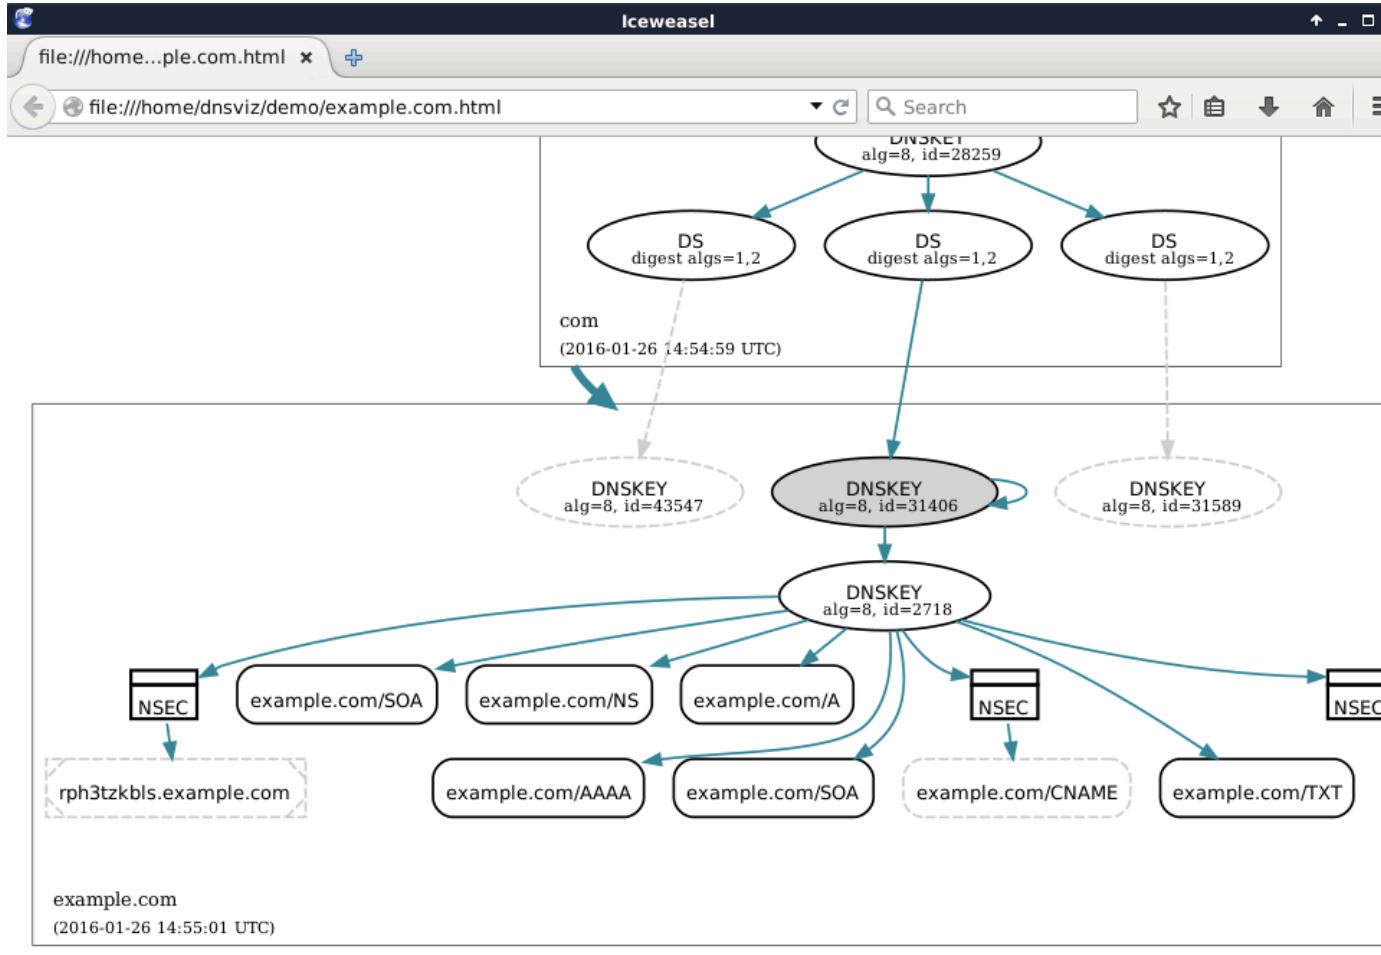 Iceweasel
file:///home...ple.com.html
file:///home/dnsviz/demo/example.com.html
Search
DNSKEY
alg=8, id=28259
DS
digest algs=1,2
DS
digest algs=1,2
DS
digest algs=1,2
com
(2016-01-26 14:54:59 UTC)
DNSKEY
alg=8, id=43547
DNSKEY
alg=8, id=31406
DNSKEY
alg=8, id=31589
DNSKEY
alg=8, id=2718
NSEC
example.com/SOA
example.com/NS
example.com/A
NSEC
NSEC
rph3tzkbls.example.com
example.com/AAAA
example.com/SOA
example.com/CNAME
example.com/TXT
example.com
(2016-01-26 14:55:01 UTC)